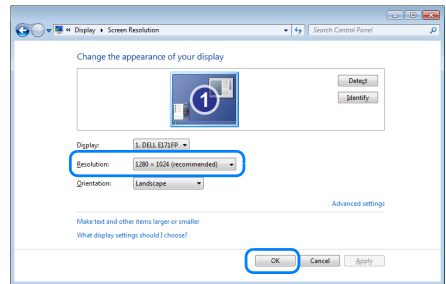 « Display ▸ Screen Resolution
Search Control Panel
Change the appearance of your display
1
Detect
Identify
Display: 1. DELL E171FP
Resolution: 1280 × 1024 (recommended)
Orientation: Landscape
Advanced settings
Make text and other items larger or smaller
What display settings should I choose?
OK Cancel Apply